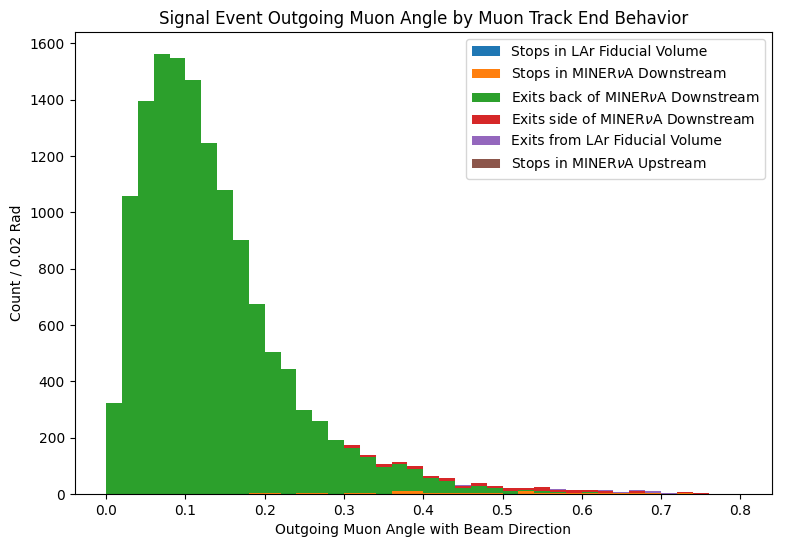 Signal Event Outgoing Muon Angle by Muon Track End Behavior
Count / 0.02 Rad
1600
1400
1200
1000
800
600
400
200
0
Stops in LAr Fiducial Volume
Stops in MINERνA Downstream
Exits back of MINERνA Downstream
Exits side of MINERνA Downstream
Exits from LAr Fiducial Volume
Stops in MINERνA Upstream
0.0 0.1 0.2 0.3 0.4 0.5 0.6 0.7 0.8
Outgoing Muon Angle with Beam Direction